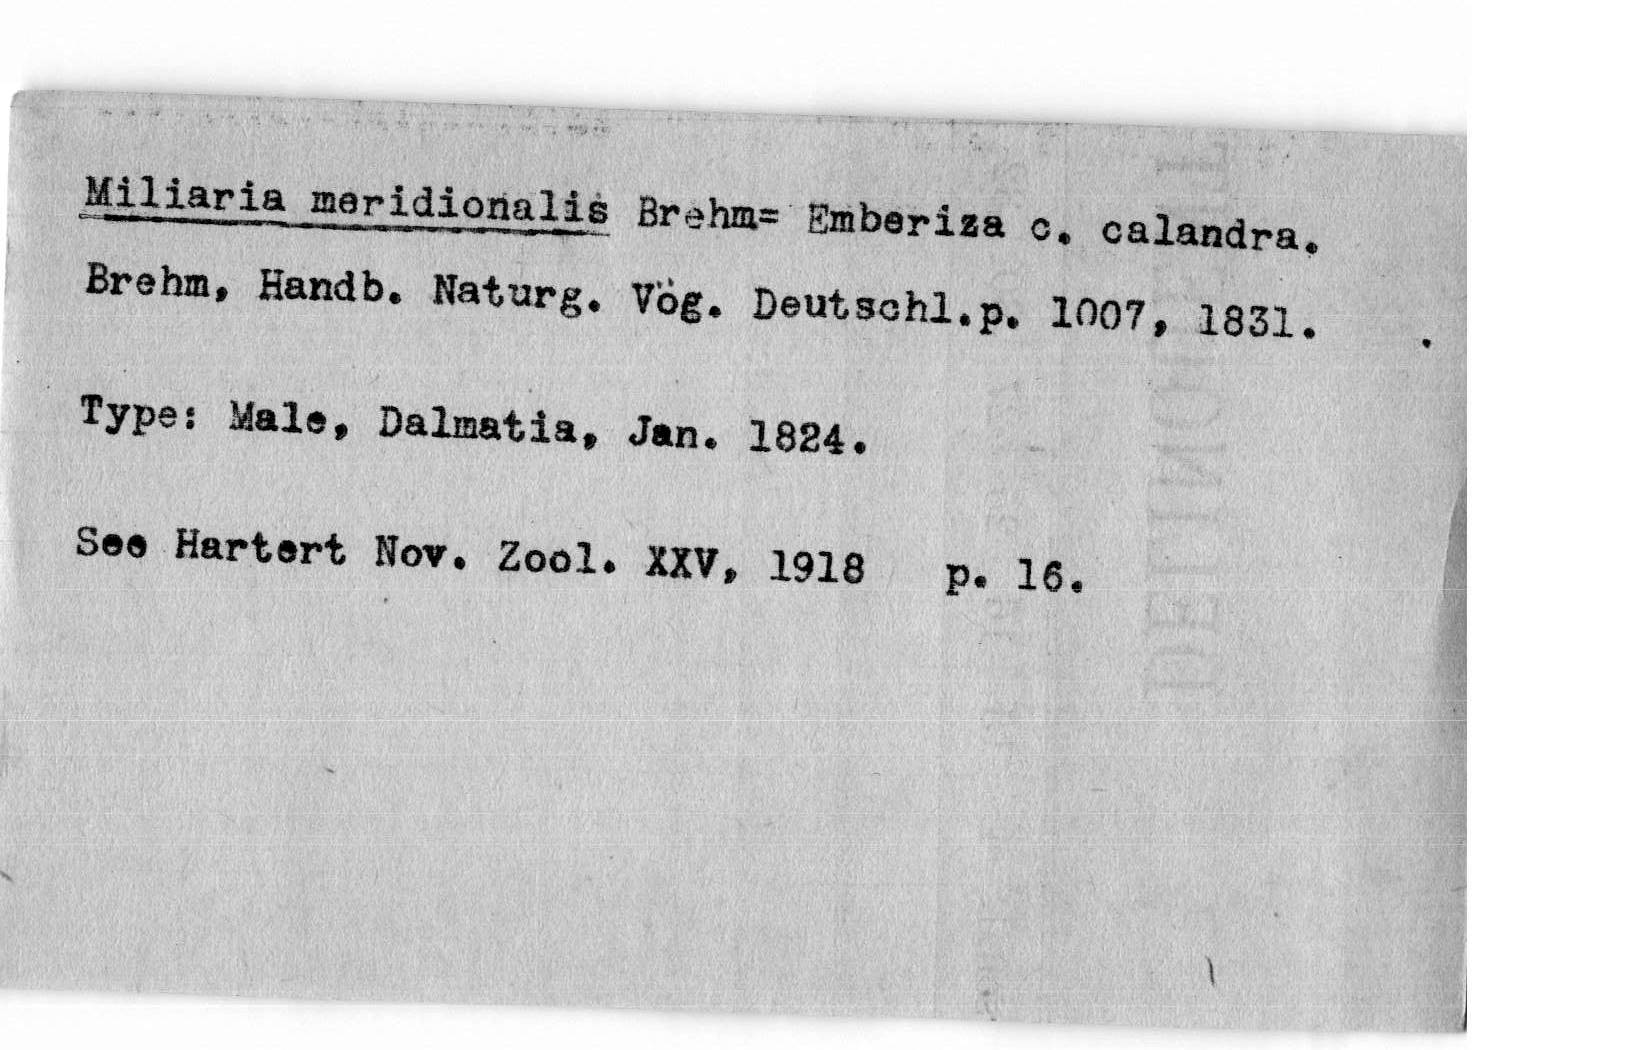 Miliaria meridionalis Brehm= Emberiza c. calandra.
Brehm, Handb. Naturg. Vög. Deutschl.p. 1007, 1831.
Type: Male, Dalmatia, Jan. 1824.
See Hartert Nov. Zool. XXV, 1918 p. 16.